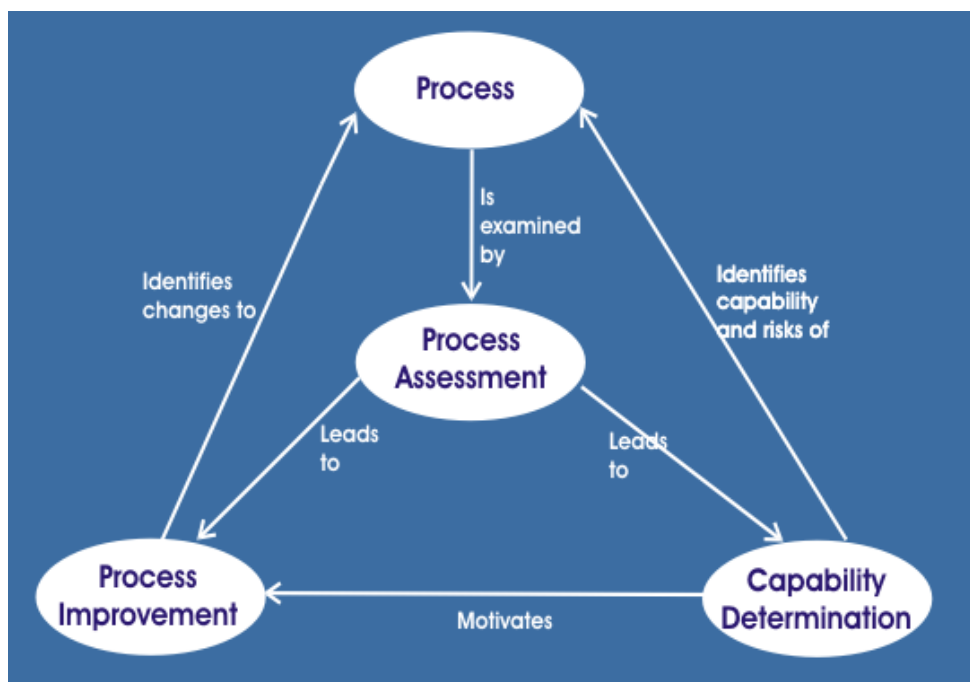 Process
Is
examined
by
Identifies
changes to
Identifies
capability
and risks of
Process
Assessment
Leads
to
Leads
to
Process
Improvement
Capability
Determination
Motivates